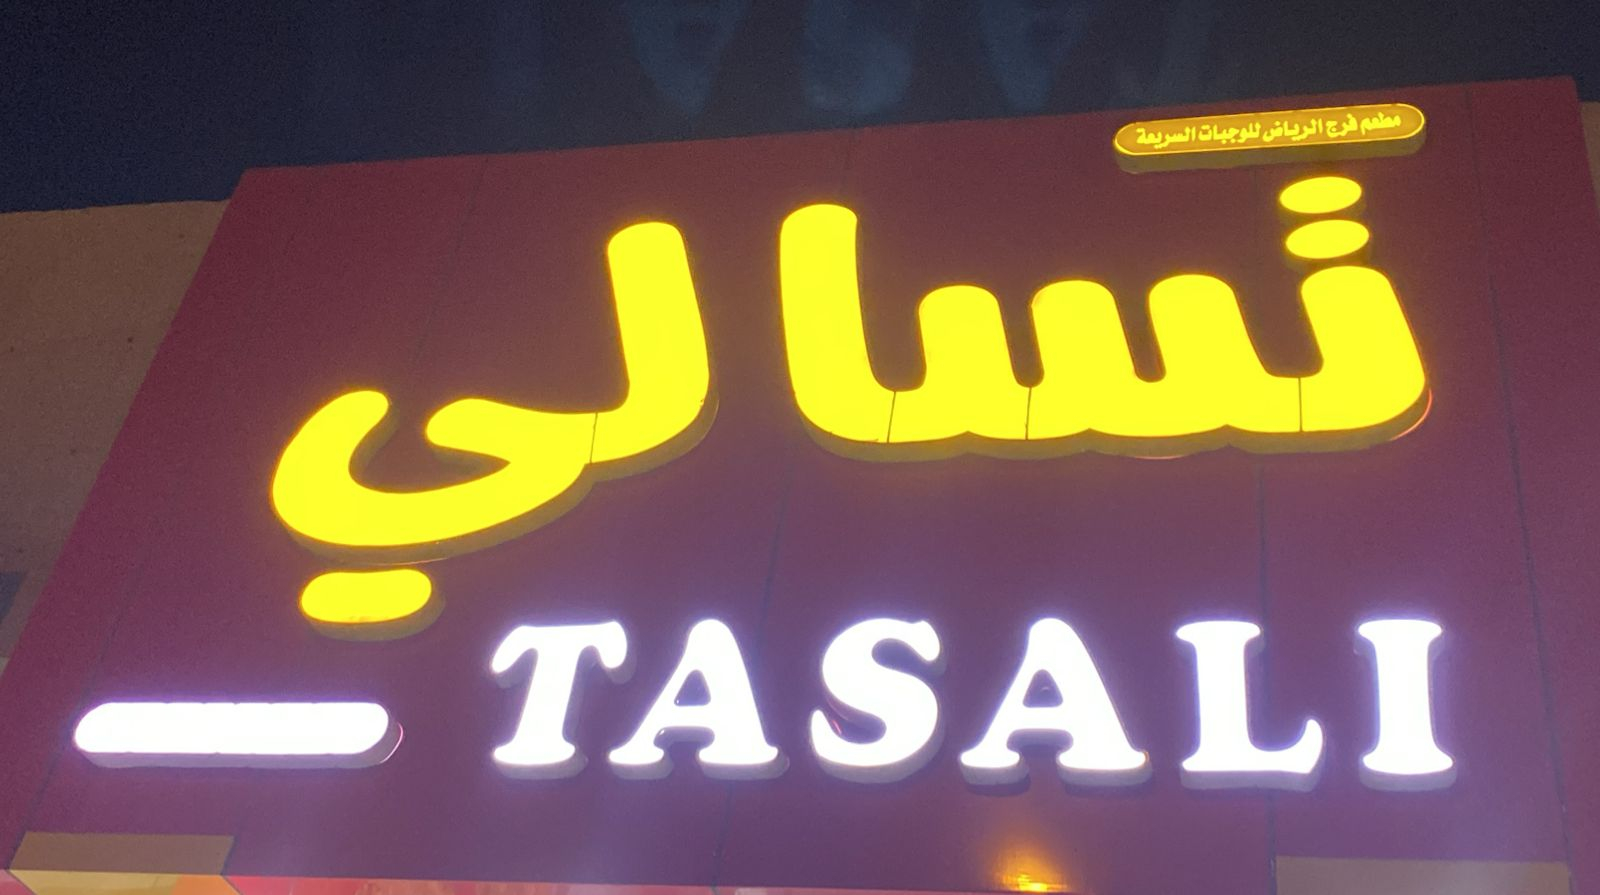 مطعم فرج الرياض للوجبات السريعة
تسالي
TASALI